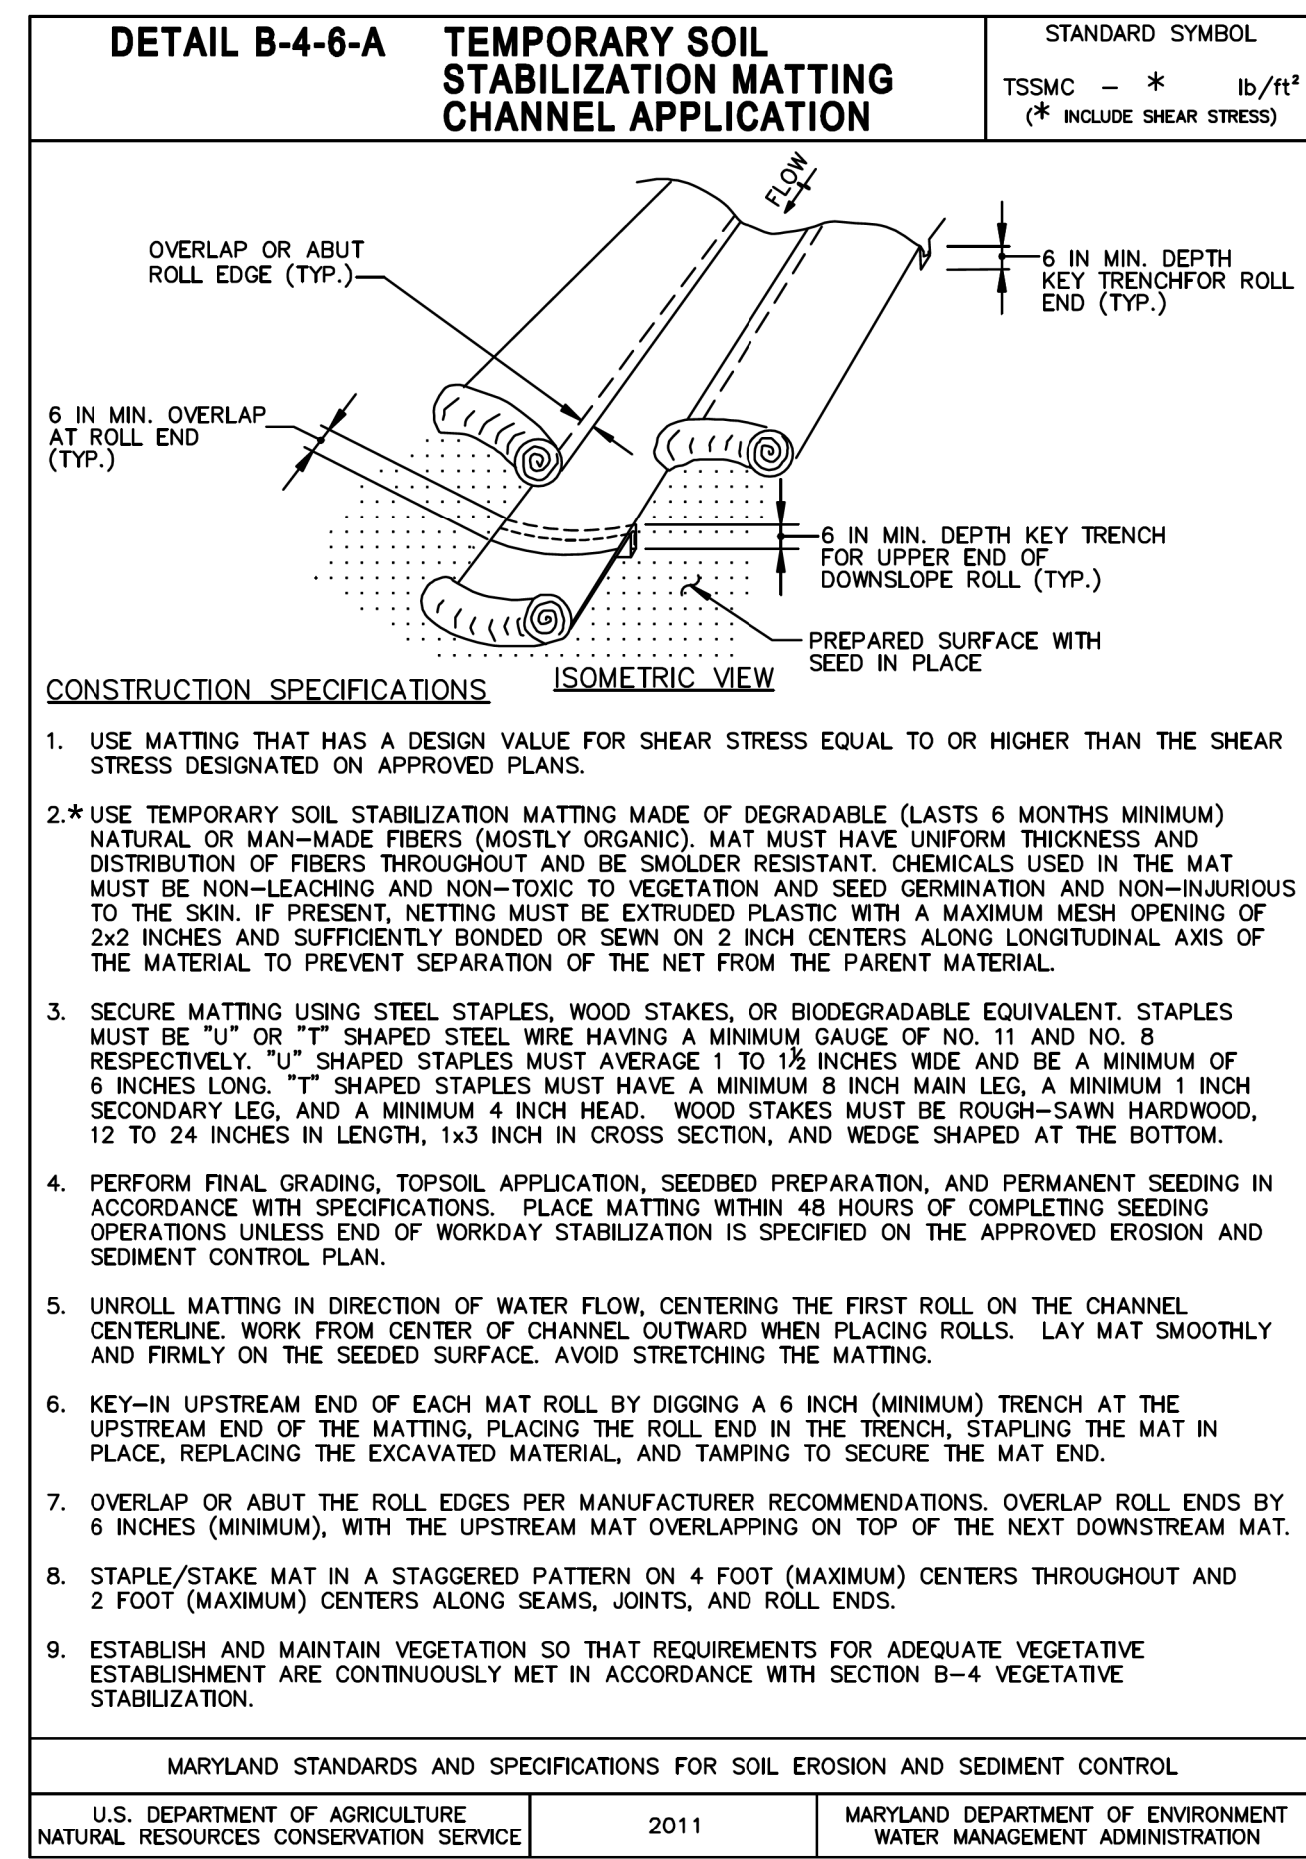 DETAIL B-4-6-A TEMPORARY SOIL
STABILIZATION MATTING
CHANNEL APPLICATION
STANDARD SYMBOL
TSSMC - * lb/ft²
(* INCLUDE SHEAR STRESS)
FLOW
OVERLAP OR ABUT
ROLL EDGE (TYP.)
6 IN MIN. DEPTH
KEY TRENCHFOR ROLL
END (TYP.)
6 IN MIN. OVERLAP
AT ROLL END
(TYP.)
6 IN MIN. DEPTH KEY TRENCH
FOR UPPER END OF
DOWNSLOPE ROLL (TYP.)
PREPARED SURFACE WITH
SEED IN PLACE
ISOMETRIC VIEW
CONSTRUCTION SPECIFICATIONS
1. USE MATTING THAT HAS A DESIGN VALUE FOR SHEAR STRESS EQUAL TO OR HIGHER THAN THE SHEAR
STRESS DESIGNATED ON APPROVED PLANS.
2.* USE TEMPORARY SOIL STABILIZATION MATTING MADE OF DEGRADABLE (LASTS 6 MONTHS MINIMUM)
NATURAL OR MAN-MADE FIBERS (MOSTLY ORGANIC). MAT MUST HAVE UNIFORM THICKNESS AND
DISTRIBUTION OF FIBERS THROUGHOUT AND BE SMOLDER RESISTANT. CHEMICALS USED IN THE MAT
MUST BE NON-LEACHING AND NON-TOXIC TO VEGETATION AND SEED GERMINATION AND NON-INJURIOUS
TO THE SKIN. IF PRESENT, NETTING MUST BE EXTRUDED PLASTIC WITH A MAXIMUM MESH OPENING OF
2x2 INCHES AND SUFFICIENTLY BONDED OR SEWN ON 2 INCH CENTERS ALONG LONGITUDINAL AXIS OF
THE MATERIAL TO PREVENT SEPARATION OF THE NET FROM THE PARENT MATERIAL.
3. SECURE MATTING USING STEEL STAPLES, WOOD STAKES, OR BIODEGRADABLE EQUIVALENT. STAPLES
MUST BE "U" OR "T" SHAPED STEEL WIRE HAVING A MINIMUM GAUGE OF NO. 11 AND NO. 8
RESPECTIVELY. "U" SHAPED STAPLES MUST AVERAGE 1 TO 1½ INCHES WIDE AND BE A MINIMUM OF
6 INCHES LONG. "T" SHAPED STAPLES MUST HAVE A MINIMUM 8 INCH MAIN LEG, A MINIMUM 1 INCH
SECONDARY LEG, AND A MINIMUM 4 INCH HEAD. WOOD STAKES MUST BE ROUGH-SAWN HARDWOOD,
12 TO 24 INCHES IN LENGTH, 1x3 INCH IN CROSS SECTION, AND WEDGE SHAPED AT THE BOTTOM.
4. PERFORM FINAL GRADING, TOPSOIL APPLICATION, SEEDBED PREPARATION, AND PERMANENT SEEDING IN
ACCORDANCE WITH SPECIFICATIONS. PLACE MATTING WITHIN 48 HOURS OF COMPLETING SEEDING
OPERATIONS UNLESS END OF WORKDAY STABILIZATION IS SPECIFIED ON THE APPROVED EROSION AND
SEDIMENT CONTROL PLAN.
5. UNROLL MATTING IN DIRECTION OF WATER FLOW, CENTERING THE FIRST ROLL ON THE CHANNEL
CENTERLINE. WORK FROM CENTER OF CHANNEL OUTWARD WHEN PLACING ROLLS. LAY MAT SMOOTHLY
AND FIRMLY ON THE SEEDED SURFACE. AVOID STRETCHING THE MATTING.
6. KEY-IN UPSTREAM END OF EACH MAT ROLL BY DIGGING A 6 INCH (MINIMUM) TRENCH AT THE
UPSTREAM END OF THE MATTING, PLACING THE ROLL END IN THE TRENCH, STAPLING THE MAT IN
PLACE, REPLACING THE EXCAVATED MATERIAL, AND TAMPING TO SECURE THE MAT END.
7. OVERLAP OR ABUT THE ROLL EDGES PER MANUFACTURER RECOMMENDATIONS. OVERLAP ROLL ENDS BY
6 INCHES (MINIMUM), WITH THE UPSTREAM MAT OVERLAPPING ON TOP OF THE NEXT DOWNSTREAM MAT.
8. STAPLE/STAKE MAT IN A STAGGERED PATTERN ON 4 FOOT (MAXIMUM) CENTERS THROUGHOUT AND
2 FOOT (MAXIMUM) CENTERS ALONG SEAMS, JOINTS, AND ROLL ENDS.
9. ESTABLISH AND MAINTAIN VEGETATION SO THAT REQUIREMENTS FOR ADEQUATE VEGETATIVE
ESTABLISHMENT ARE CONTINUOUSLY MET IN ACCORDANCE WITH SECTION B-4 VEGETATIVE
STABILIZATION.
MARYLAND STANDARDS AND SPECIFICATIONS FOR SOIL EROSION AND SEDIMENT CONTROL
U.S. DEPARTMENT OF AGRICULTURE
NATURAL RESOURCES CONSERVATION SERVICE
2011
MARYLAND DEPARTMENT OF ENVIRONMENT
WATER MANAGEMENT ADMINISTRATION